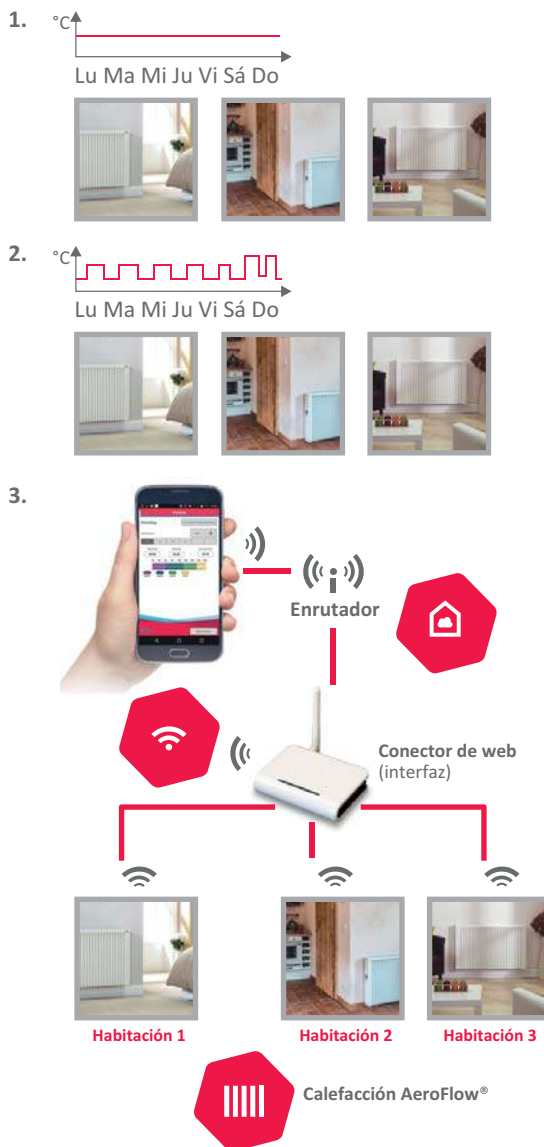 1.
°C
Lu Ma Mi Ju Vi Sá Do
2.
°C
Lu Ma Mi Ju Vi Sá Do
3.
Enrutador
Conector de web
(interfaz)
Habitación 1
Habitación 2
Habitación 3
Calefacción AeroFlow®